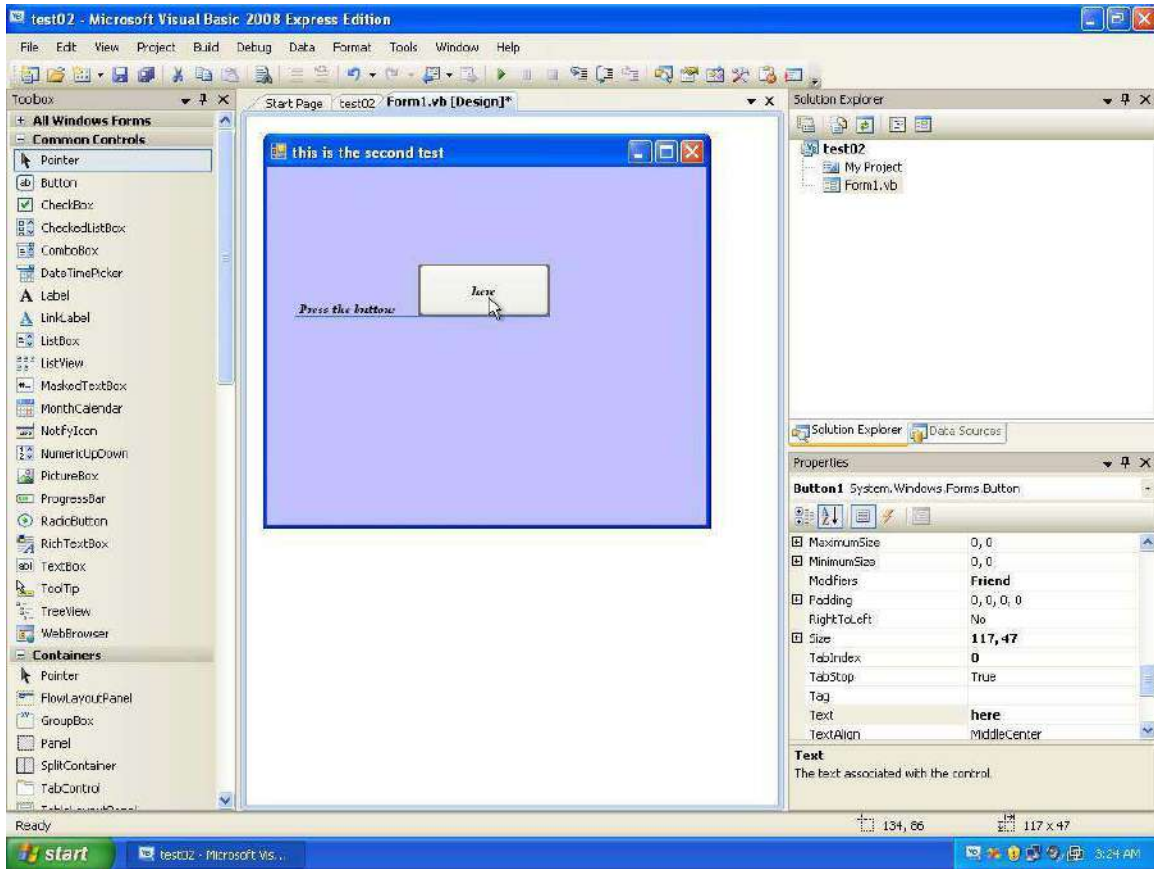 test02 - Microsoft Visual Basic 2008 Express Edition
File Edit View Project Build Debug Data Format Tools Window Help
Toolbox
All Windows Forms
Common Controls
Pointer
Button
CheckBox
CheckedListBox
ComboBox
DateTimePicker
Label
LinkLabel
ListBox
ListView
MaskedTextBox
MonthCalendar
NotifyIcon
NumericUpDown
PictureBox
ProgressBar
RadioButton
RichTextBox
TextBox
ToolTip
TreeView
WebBrowser
Containers
Pointer
FlowLayoutPanel
GroupBox
Panel
SplitContainer
TabControl
Start Page test02 Form1.vb [Design]*
this is the second test
here
Press the button
Solution Explorer
test02
My Project
Form1.vb
Solution Explorer Data Sources
Properties
Button1 System.Windows.Forms.Button
MaximumSize 0, 0
MinimumSize 0, 0
Modifiers Friend
Padding 0, 0, 0, 0
RightToLeft No
Size 117, 47
TabIndex 0
TabStop True
Tag
Text here
TextAlign MiddleCenter
Text
The text associated with the control.
Ready 134, 86 117 x 47
start test02 - Microsoft Vis... 3:24 AM